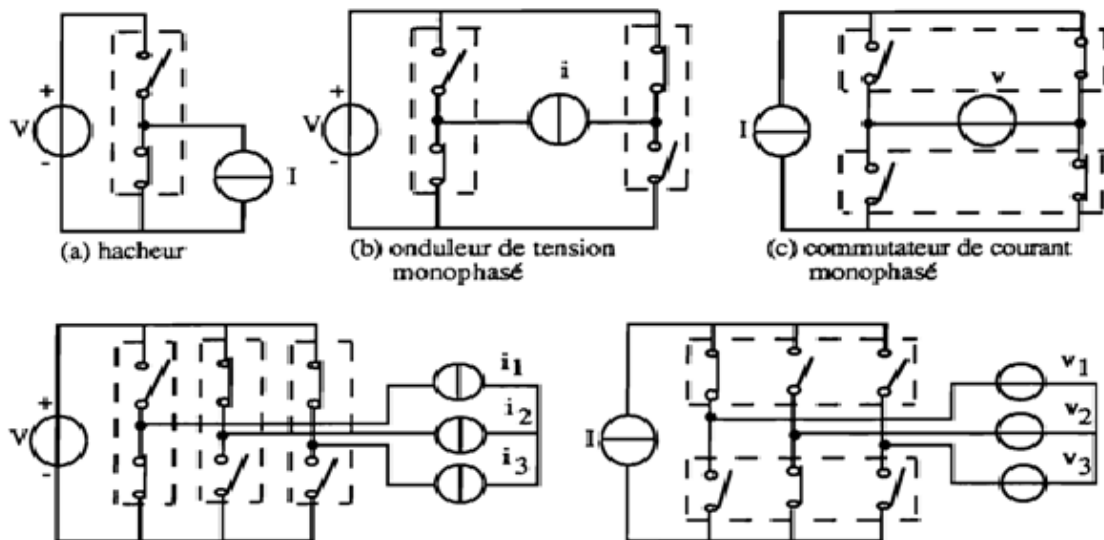 +
V
-
I
(a) hacheur
+
V
-
i
(b) onduleur de tension
monophasé
I
v
(c) commutateur de courant
monophasé
+
V
-
i1
i2
i3
I
v1
v2
v3